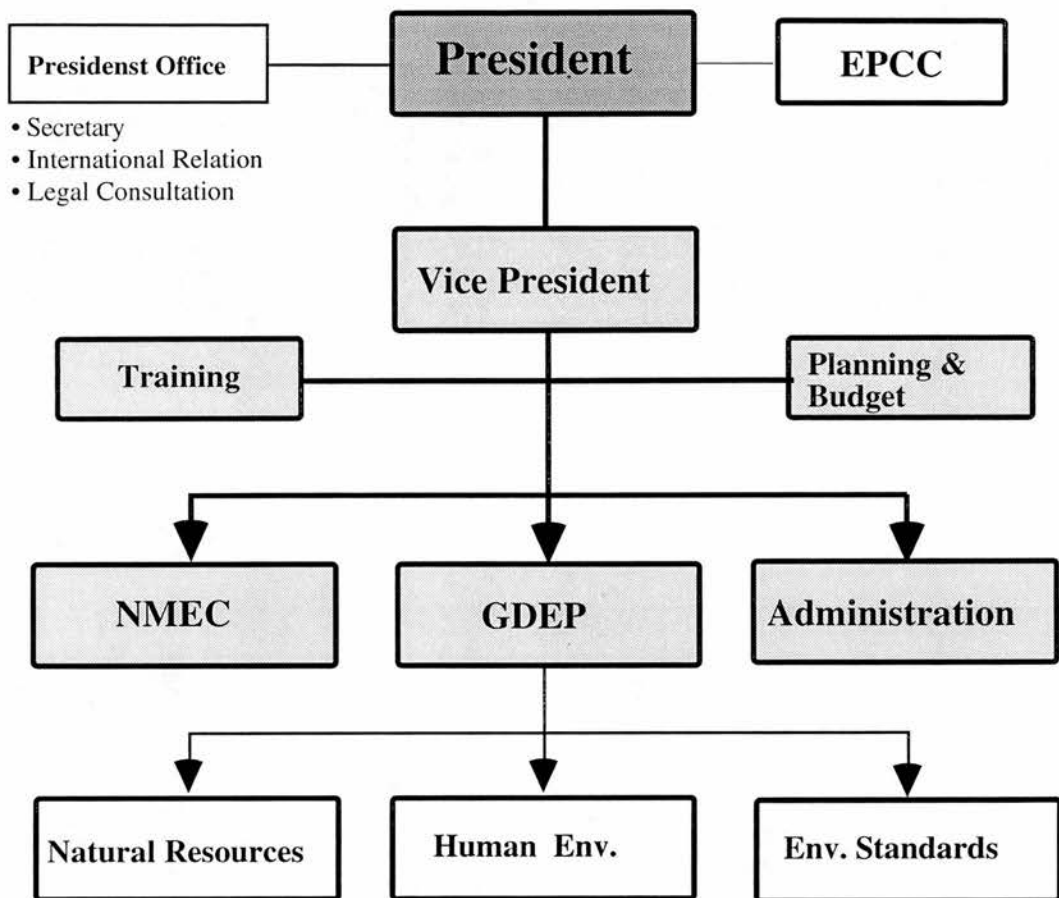 Presidenst Office
President
EPCC
• Secretary
• International Relation
• Legal Consultation
Vice President
Training
Planning &
Budget
NMEC
GDEP
Administration
Natural Resources
Human Env.
Env. Standards